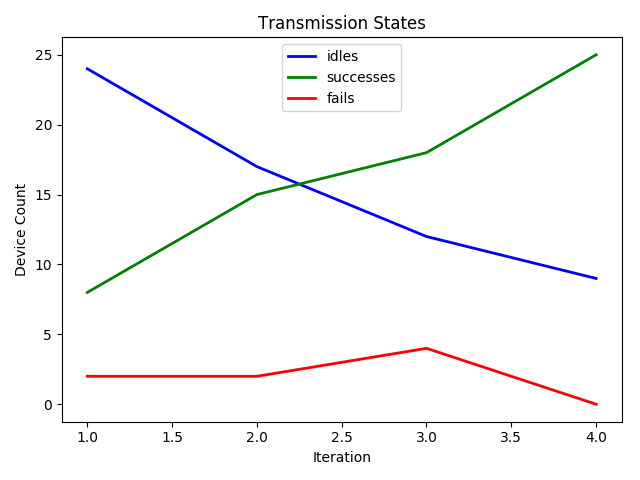 Transmission States
idles
successes
fails
Device Count
25
20
15
10
5
0
1.0 1.5 2.0 2.5 3.0 3.5 4.0
Iteration